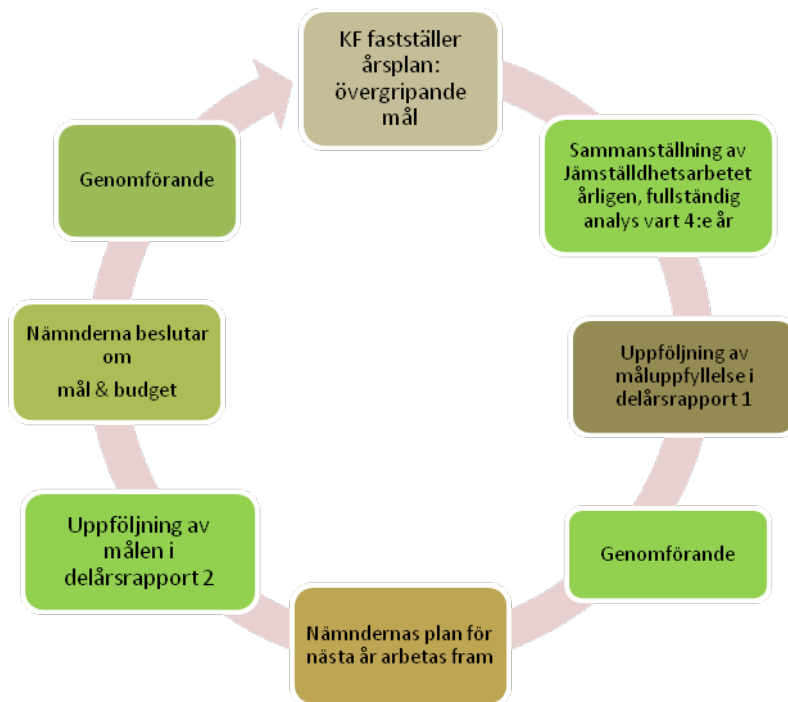 KF fastställer
årsplan:
övergripande
mål
Sammanställning av
Jämställdhetsarbetet
årligen, fullständig
analys vart 4:e år
Uppföljning av
måluppfyllelse i
delårsrapport 1
Genomförande
Nämndernas plan för
nästa år arbetas fram
Uppföljning av
målen i
delårsrapport 2
Nämnderna beslutar
om
mål & budget
Genomförande